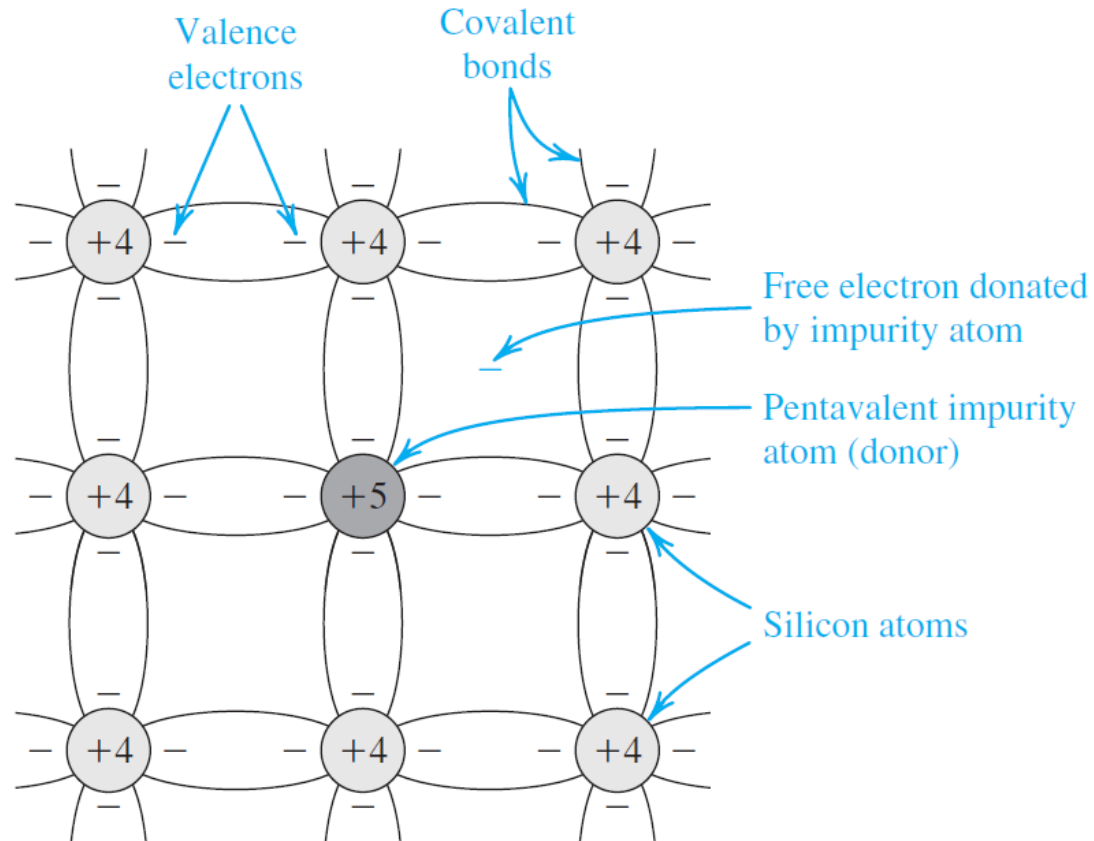 Valence
electrons
Covalent
bonds
−
−
−
− +4 −
− +4 −
− +4 −
−
−
−
Free electron donated
by impurity atom
−
Pentavalent impurity
atom (donor)
−
−
−
− +4 −
− +5 −
− +4 −
−
−
−
Silicon atoms
−
−
−
− +4 −
− +4 −
− +4 −
−
−
−